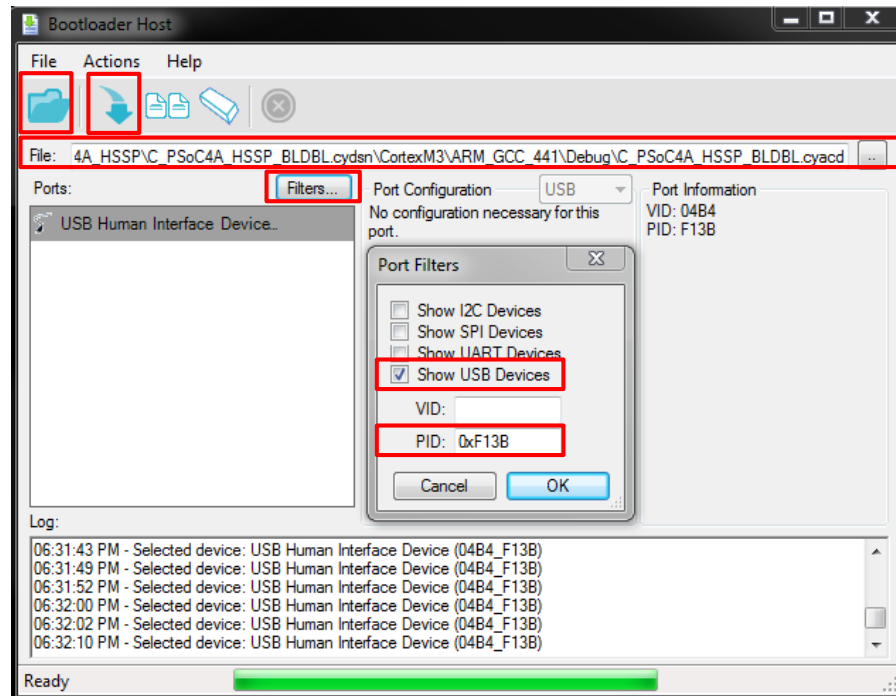 Bootloader Host
File Actions Help
File: 4A_HSSP\C_PSoC4A_HSSP_BLDBL.cydsn\CortexM3\ARM_GCC_441\Debug\C_PSoC4A_HSSP_BLDBL.cyacd ..
Ports: Filters...
USB Human Interface Device..
Port Configuration USB
No configuration necessary for this
port.
Port Information
VID: 04B4
PID: F13B
Port Filters
Show I2C Devices
Show SPI Devices
Show UART Devices
Show USB Devices
VID:
PID: 0xF13B
Cancel OK
Log:
06:31:43 PM - Selected device: USB Human Interface Device (04B4_F13B)
06:31:49 PM - Selected device: USB Human Interface Device (04B4_F13B)
06:31:52 PM - Selected device: USB Human Interface Device (04B4_F13B)
06:32:00 PM - Selected device: USB Human Interface Device (04B4_F13B)
06:32:02 PM - Selected device: USB Human Interface Device (04B4_F13B)
06:32:10 PM - Selected device: USB Human Interface Device (04B4_F13B)
Ready